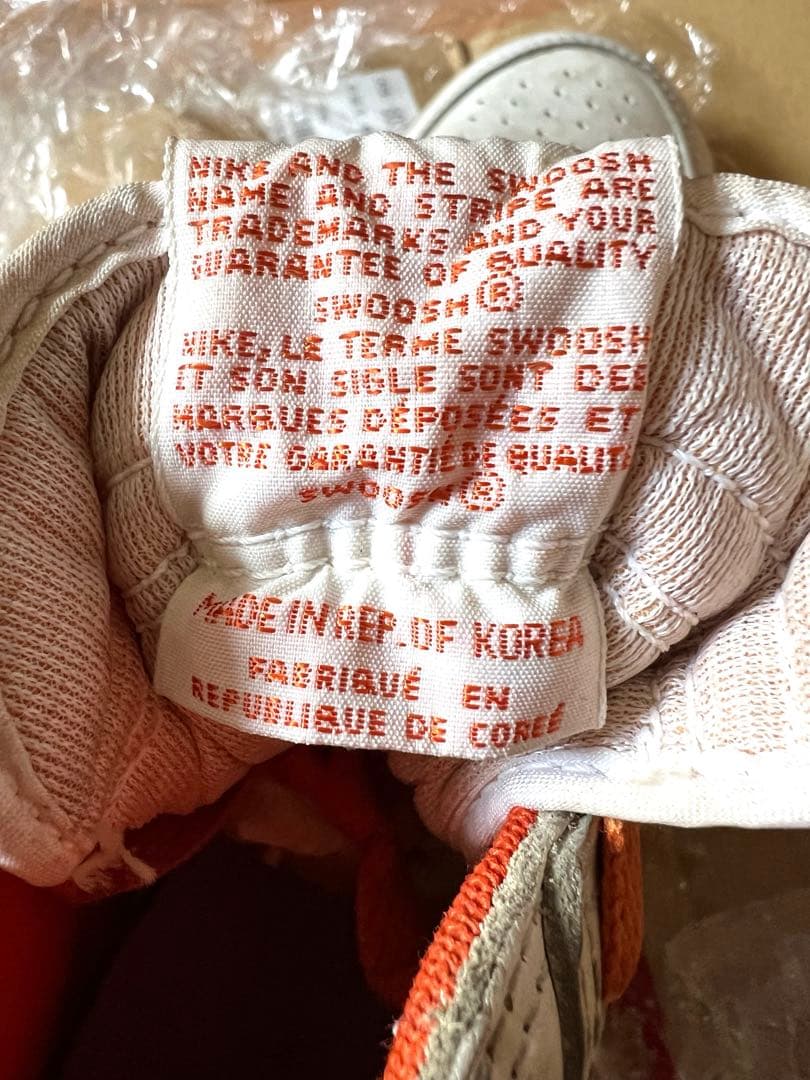 NIKE AND THE SWOOSH
NAME AND STRIPE ARE
TRADEMARKS AND YOUR
GUARANTEE OF QUALITY
SWOOSH®
NIKE, LE TERME SWOOSH
ET SON SIGLE SONT DES
MARQUES DÉPOSÉES ET
VOTRE GARANTIE DE QUALITÉ
SWOOSH®
MADE IN REP. OF KOREA
FABRIQUÉ EN
REPUBLIQUE DE COREÉ